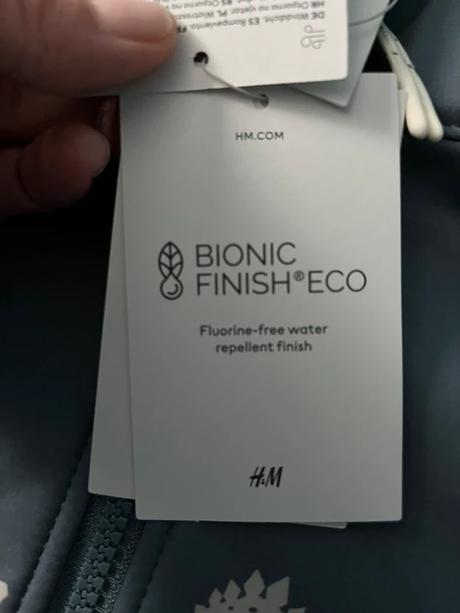 HM.COM
BIONIC
FINISH®ECO
Fluorine-free water
repellent finish
H&M